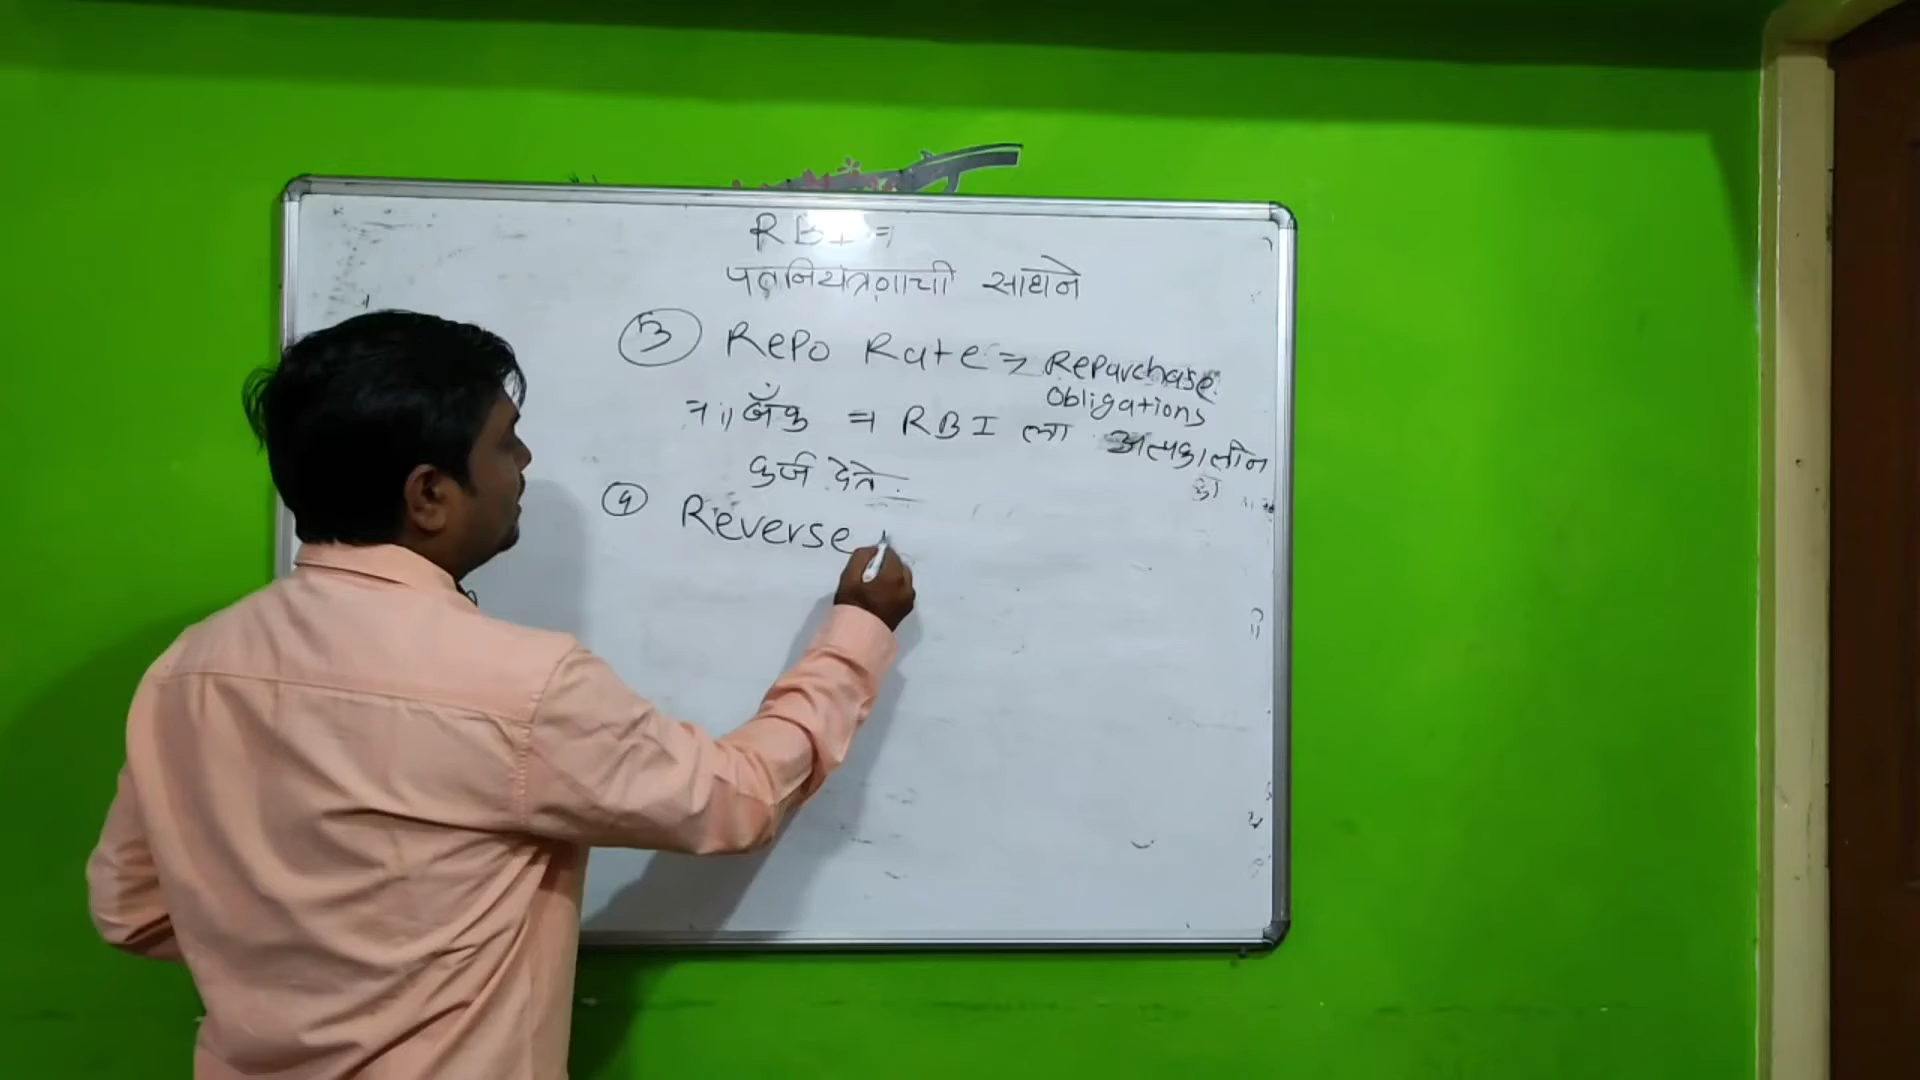 RBI ⇒
पतनियंत्रणाची साधने
3 Repo Rate ⇒ Repurchase
obligations
⇒ बँक ⇒ RBI ला अल्पकालीन
कर्ज देते.
4 Reverse